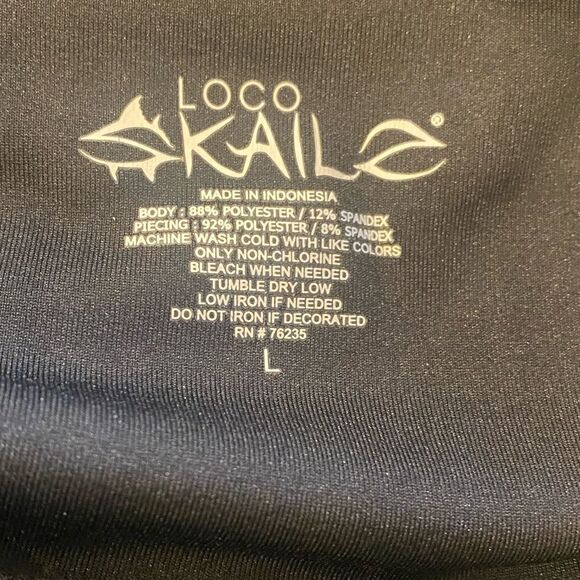 LOCO
SKAILZ®
MADE IN INDONESIA
BODY : 88% POLYESTER / 12% SPANDEX
PIECING : 92% POLYESTER / 8% SPANDEX
MACHINE WASH COLD WITH LIKE COLORS
ONLY NON-CHLORINE
BLEACH WHEN NEEDED
TUMBLE DRY LOW
LOW IRON IF NEEDED
DO NOT IRON IF DECORATED
RN # 76235
L